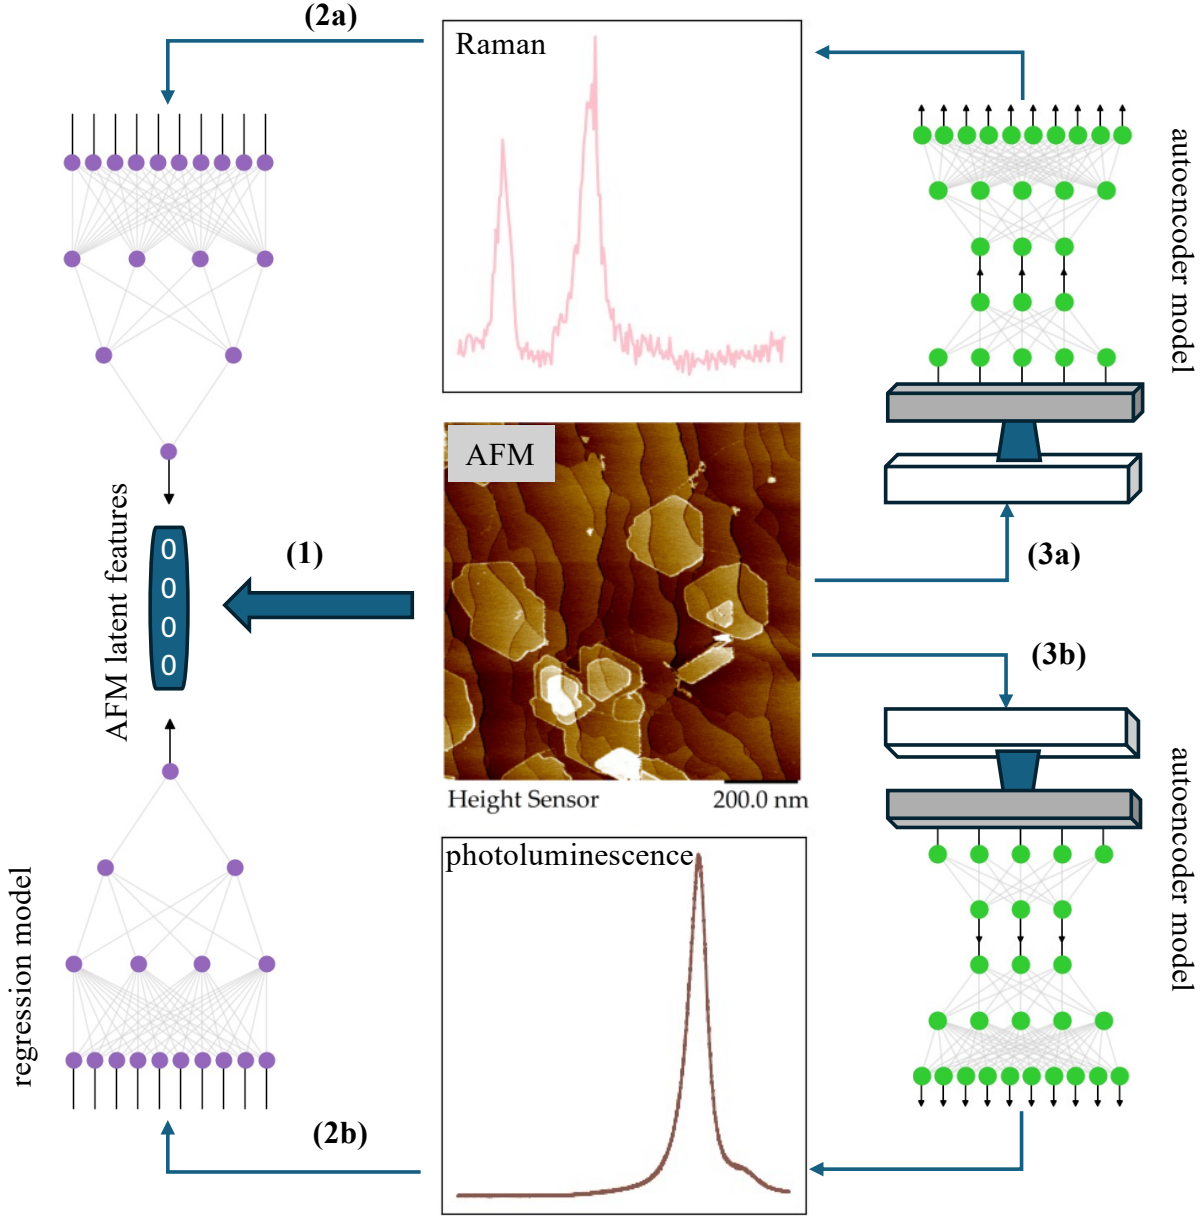 (2a)
Raman
autoencoder model
AFM
AFM latent features
0
0
0
0
(1)
(3a)
(3b)
Height Sensor
200.0 nm
photoluminescence
autoencoder model
regression model
(2b)